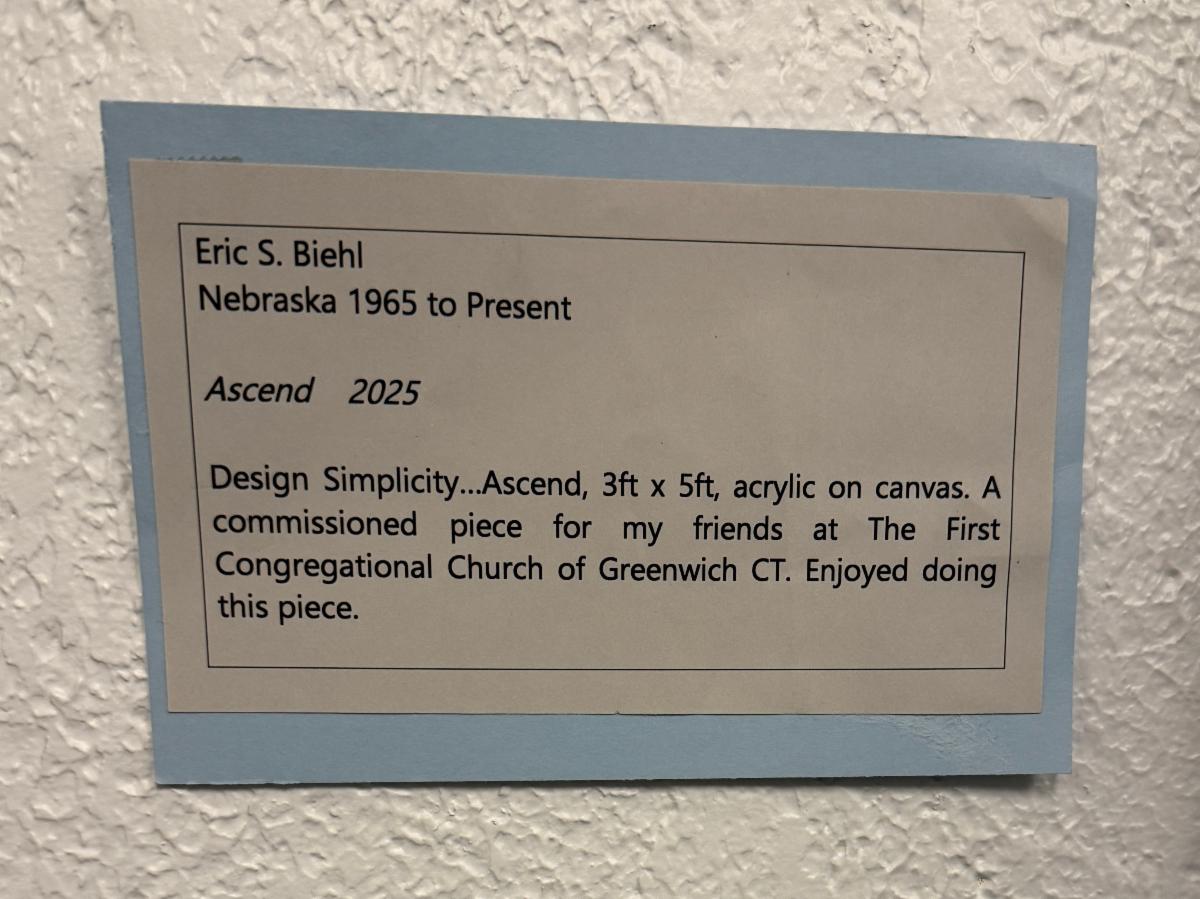 Eric S. Biehl
Nebraska 1965 to Present
Ascend 2025
Design Simplicity...Ascend, 3ft x 5ft, acrylic on canvas. A
commissioned piece for my friends at The First
Congregational Church of Greenwich CT. Enjoyed doing
this piece.